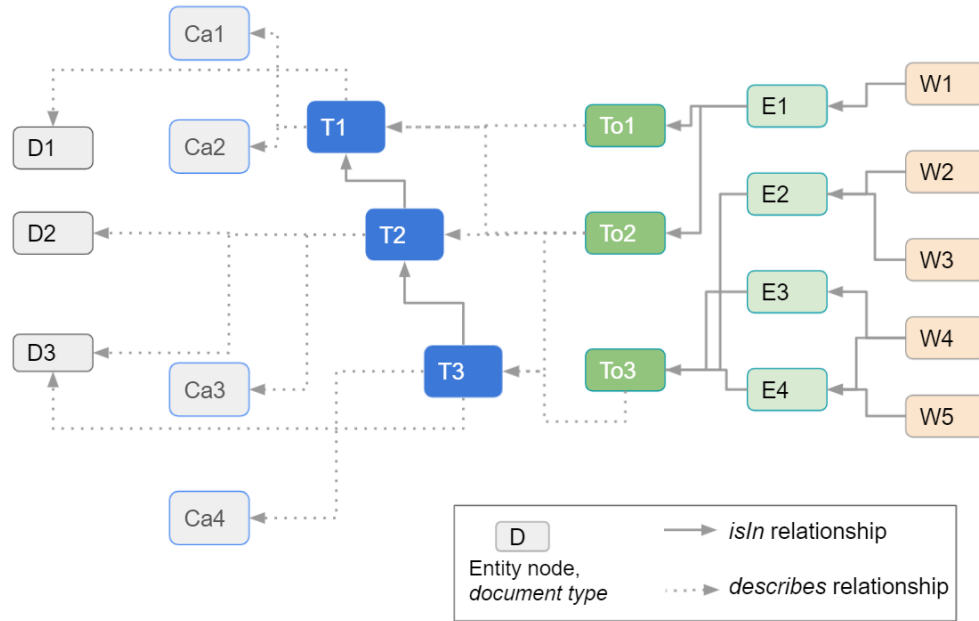 Ca1
W1
E1
To1
T1
D1
Ca2
W2
E2
D2
T2
To2
W3
E3
W4
D3
T3
To3
Ca3
E4
W5
Ca4
D
Entity node,
document type
isIn relationship
describes relationship